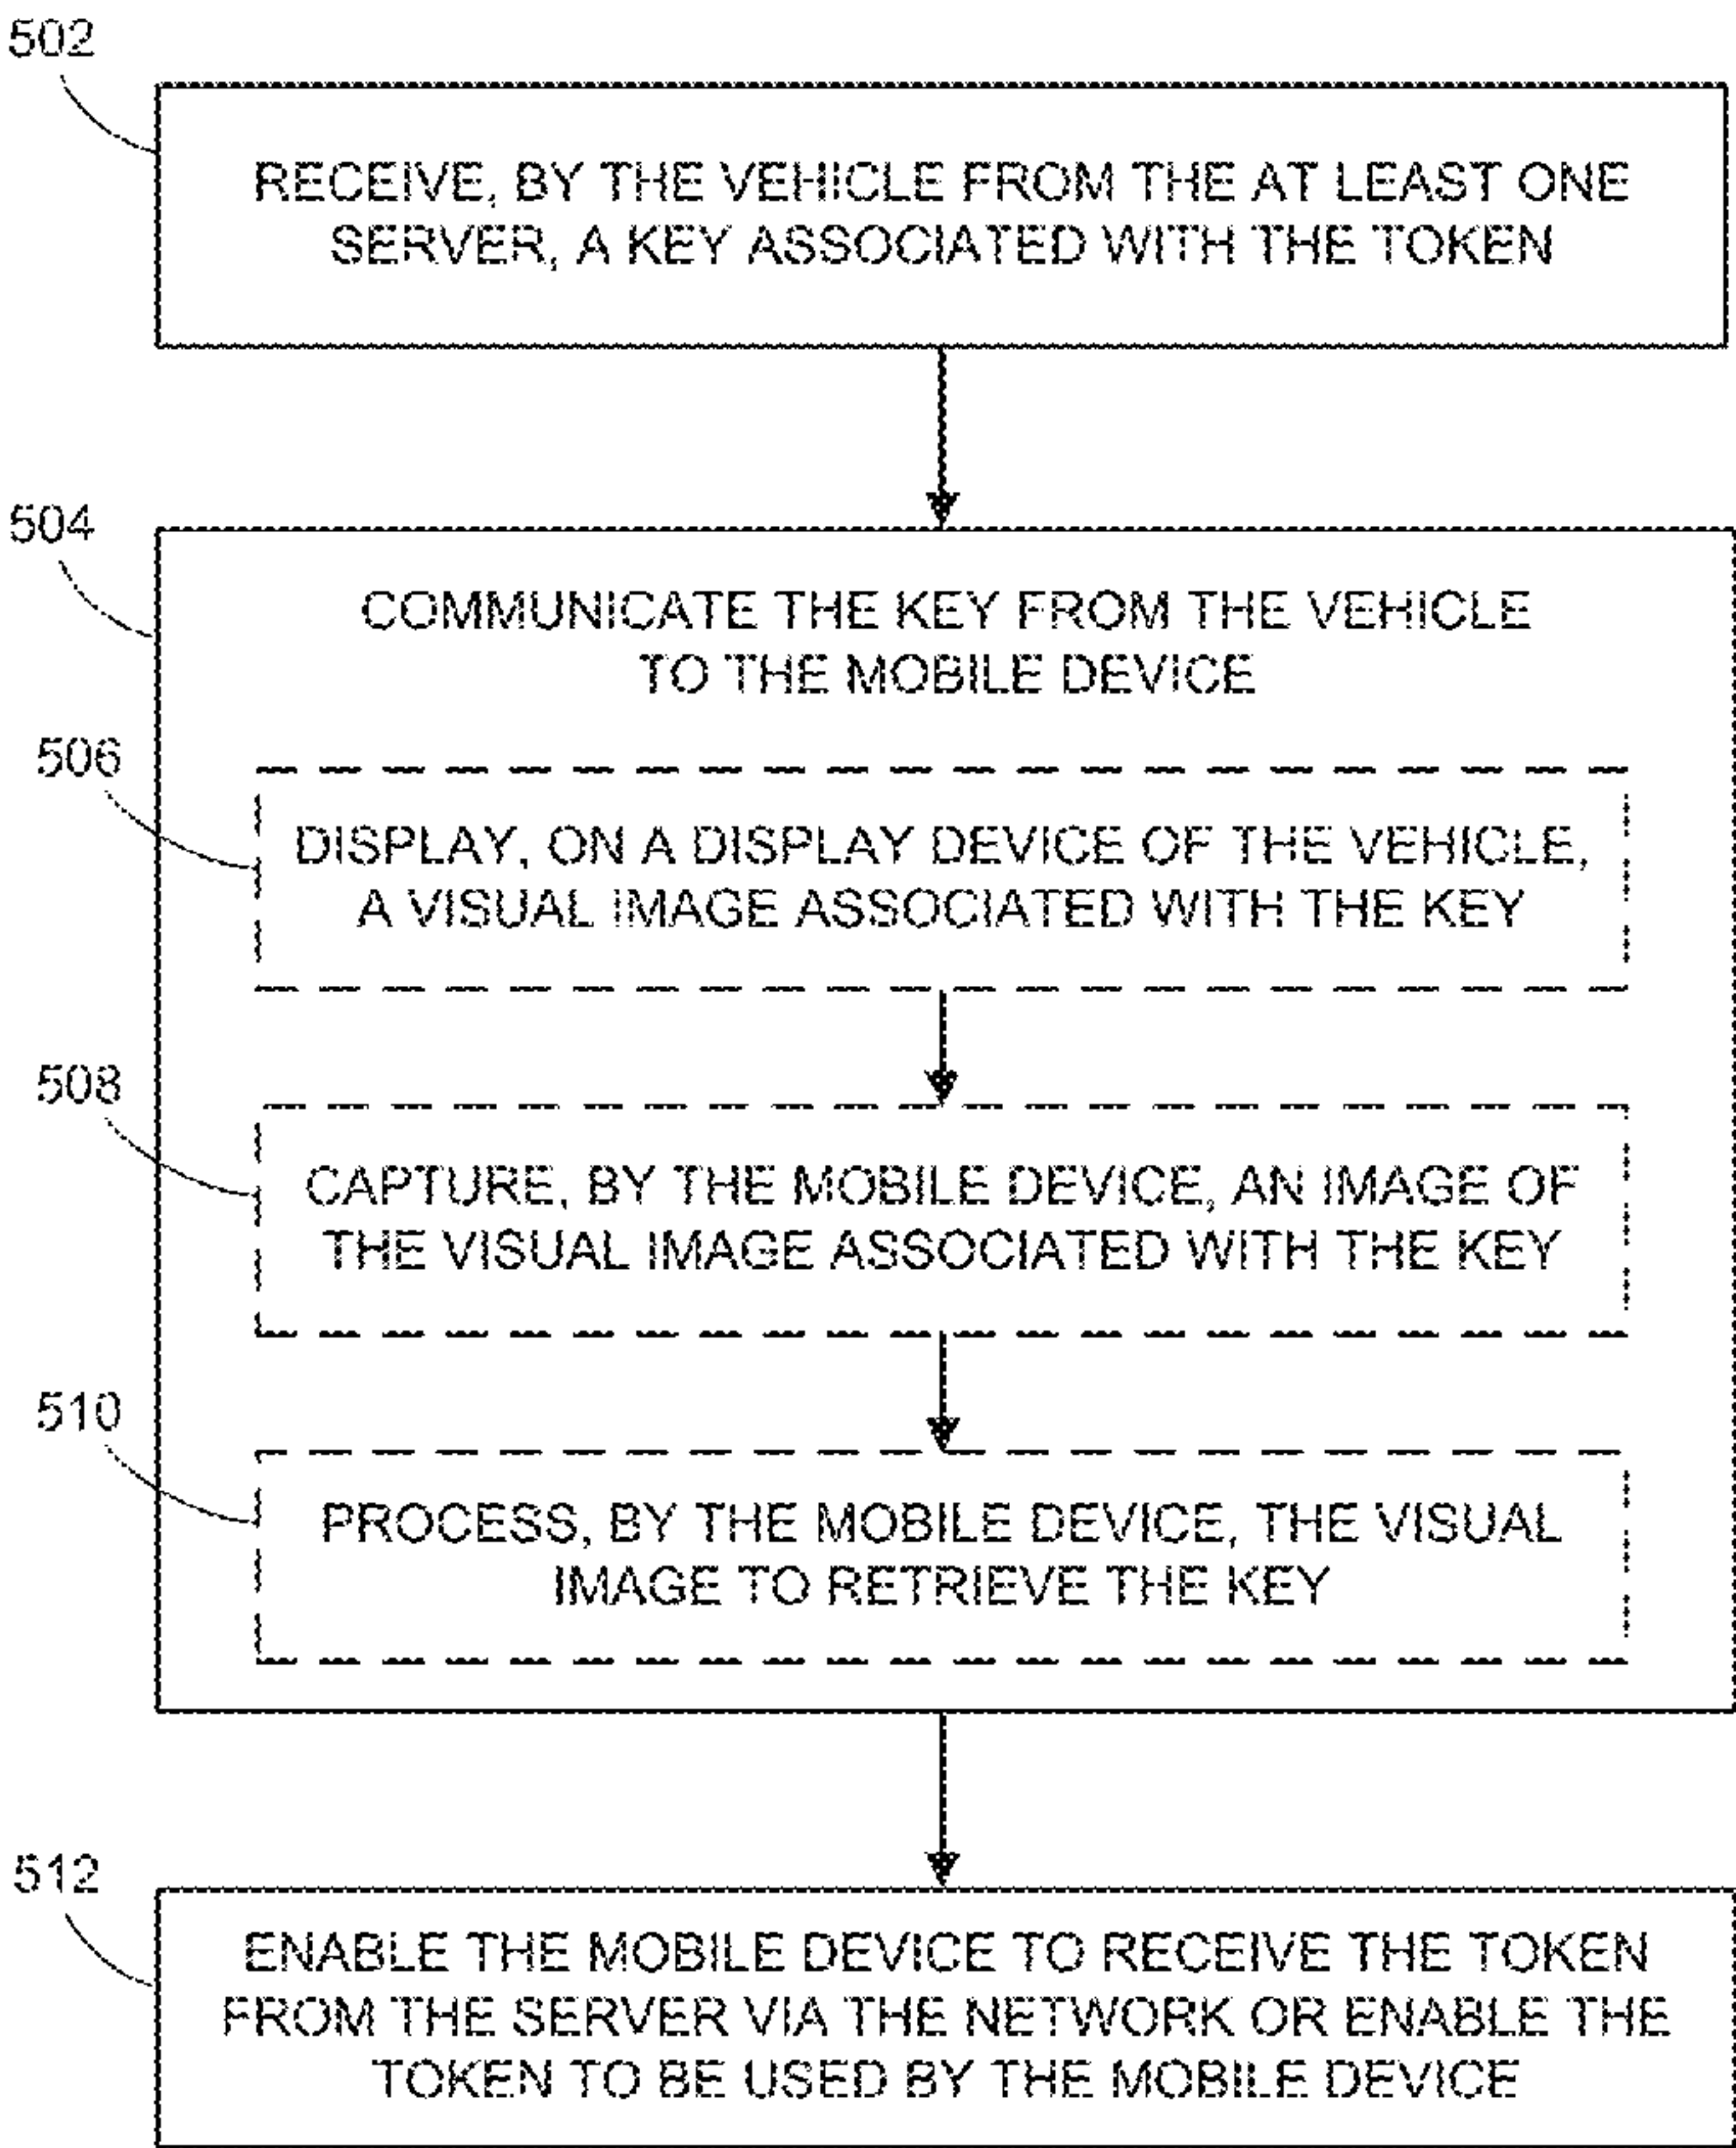 502
RECEIVE, BY THE VEHICLE FROM THE AT LEAST ONE
SERVER, A KEY ASSOCIATED WITH THE TOKEN
504
COMMUNICATE THE KEY FROM THE VEHICLE
TO THE MOBILE DEVICE
506
DISPLAY, ON A DISPLAY DEVICE OF THE VEHICLE,
A VISUAL IMAGE ASSOCIATED WITH THE KEY
508
CAPTURE, BY THE MOBILE DEVICE, AN IMAGE OF
THE VISUAL IMAGE ASSOCIATED WITH THE KEY
510
PROCESS, BY THE MOBILE DEVICE, THE VISUAL
IMAGE TO RETRIEVE THE KEY
512
ENABLE THE MOBILE DEVICE TO RECEIVE THE TOKEN
FROM THE SERVER VIA THE NETWORK OR ENABLE THE
TOKEN TO BE USED BY THE MOBILE DEVICE